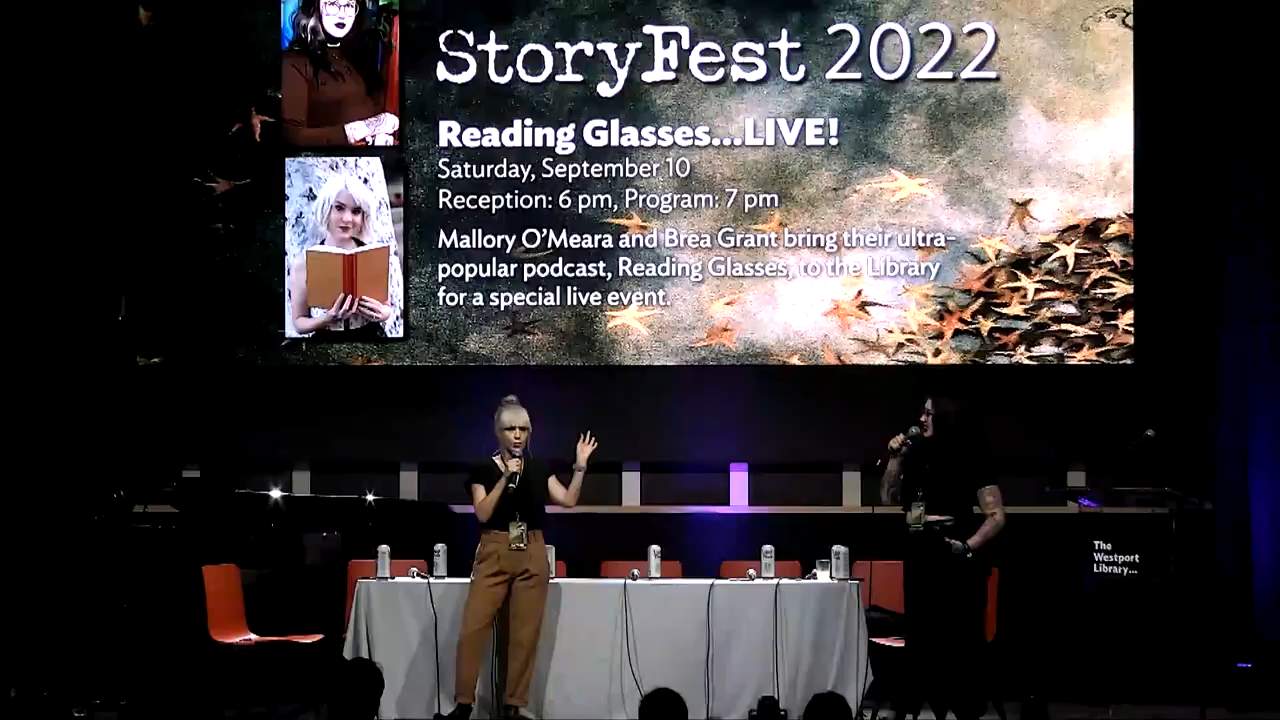 StoryFest 2022
Reading Glasses...LIVE!
Saturday, September 10
Reception: 6 pm, Program: 7 pm
Mallory O'Meara and Brea Grant bring their ultra-
popular podcast, Reading Glasses, to the Library
for a special live event.
The
Westport
Library...